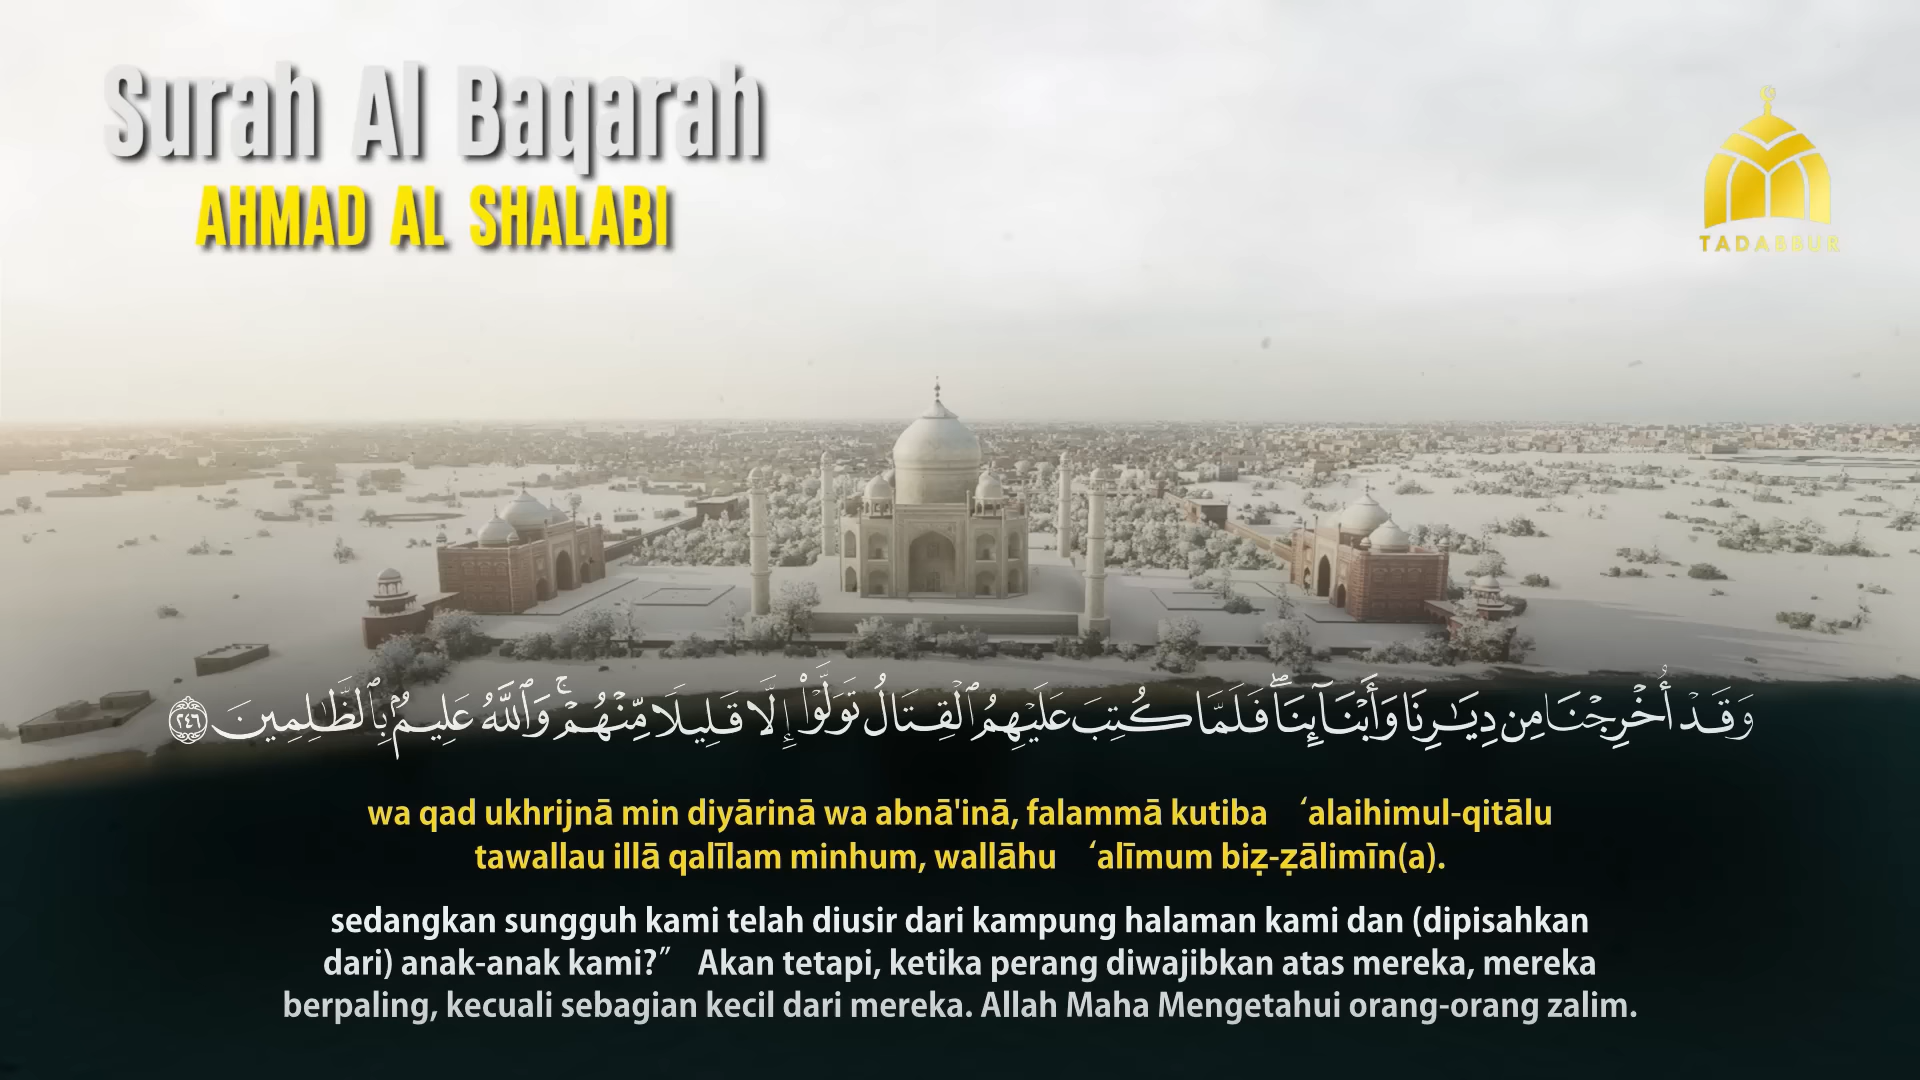 Surah Al Baqarah
AHMAD AL SHALABI
TADABBUR
وَقَدْ أُخْرِجْنَا مِن دِيَـٰرِنَا وَأَبْنَآئِنَا ۖ فَلَمَّا كُتِبَ عَلَيْهِمُ ٱلْقِتَالُ تَوَلَّوْا۟ إِلَّا قَلِيلًا مِّنْهُمْ ۚ وَٱللَّهُ عَلِيمٌۢ بِٱلظَّـٰلِمِينَ ٢٤٦
wa qad ukhrijnā min diyārinā wa abnā'inā, falammā kutiba ‘alaihimul-qitālu
tawallau illā qalīlam minhum, wallāhu ‘alīmum biẓ-ẓālimīn(a).
sedangkan sungguh kami telah diusir dari kampung halaman kami dan (dipisahkan
dari) anak-anak kami?” Akan tetapi, ketika perang diwajibkan atas mereka, mereka
berpaling, kecuali sebagian kecil dari mereka. Allah Maha Mengetahui orang-orang zalim.